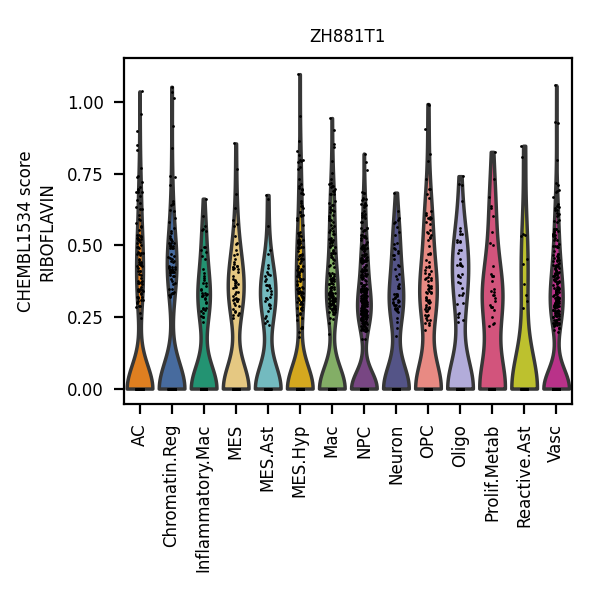 ZH881T1
CHEMBL1534 score
RIBOFLAVIN
1.00
0.75
0.50
0.25
0.00
AC
Chromatin.Reg
Inflammatory.Mac
MES
MES.Ast
MES.Hyp
Mac
NPC
Neuron
OPC
Oligo
Prolif.Metab
Reactive.Ast
Vasc